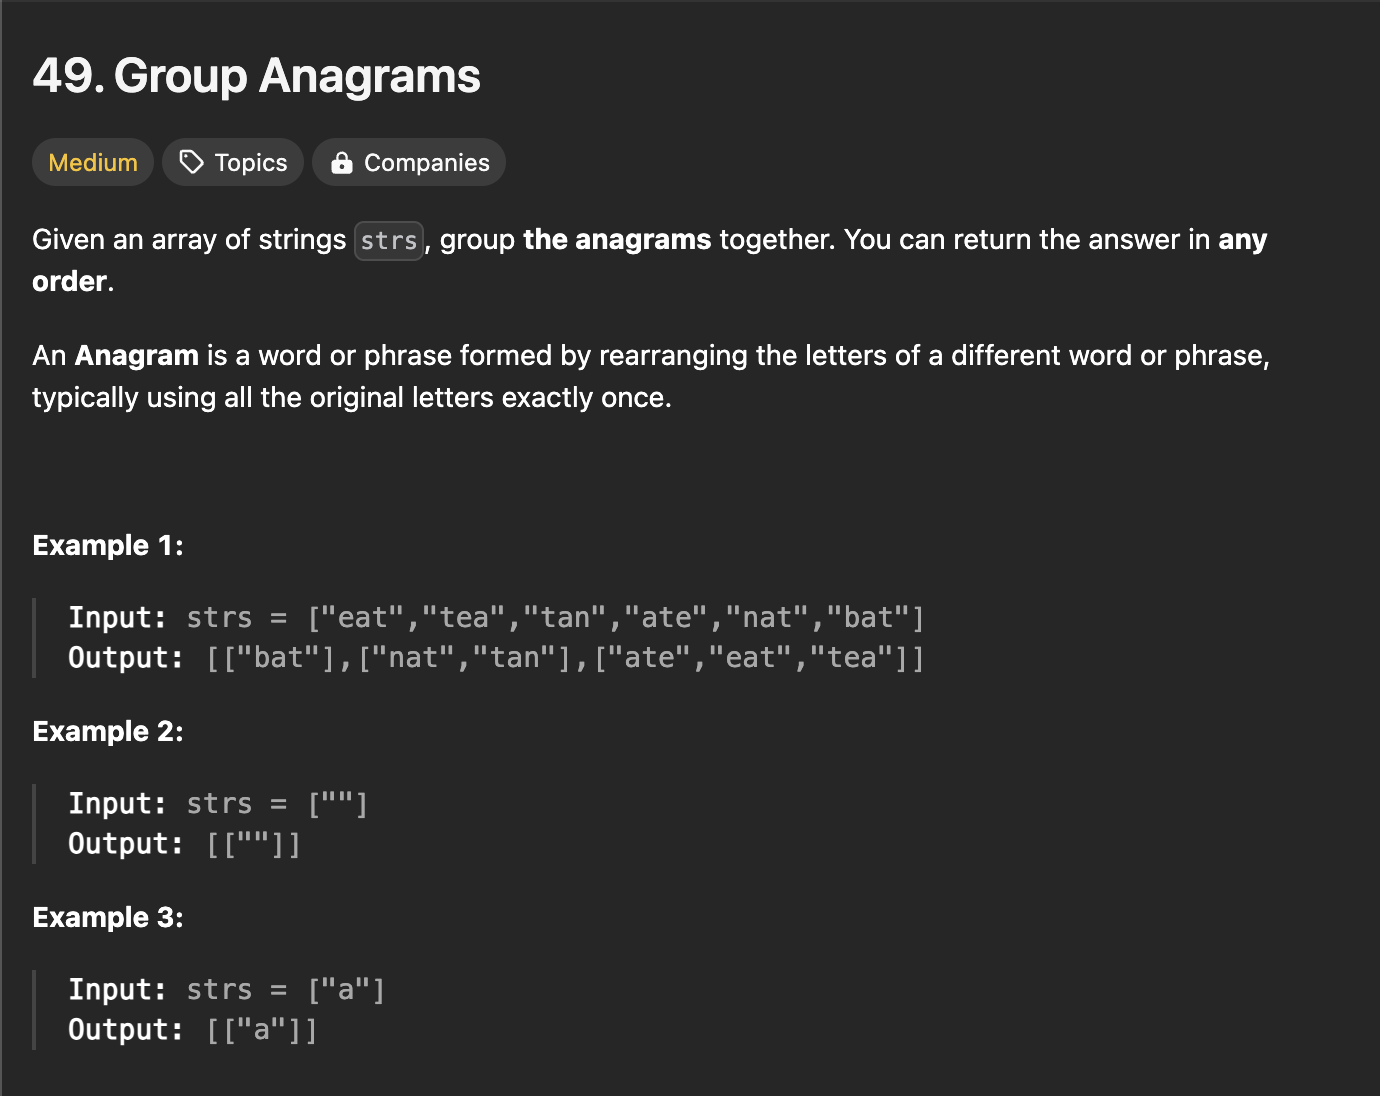 49. Group Anagrams
Medium Topics Companies
Given an array of strings strs, group the anagrams together. You can return the answer in any
order.
An Anagram is a word or phrase formed by rearranging the letters of a different word or phrase,
typically using all the original letters exactly once.
Example 1:
Input: strs = ["eat","tea","tan","ate","nat","bat"]
Output: [["bat"],["nat","tan"],["ate","eat","tea"]]
Example 2:
Input: strs = [""]
Output: [[""]]
Example 3:
Input: strs = ["a"]
Output: [["a"]]